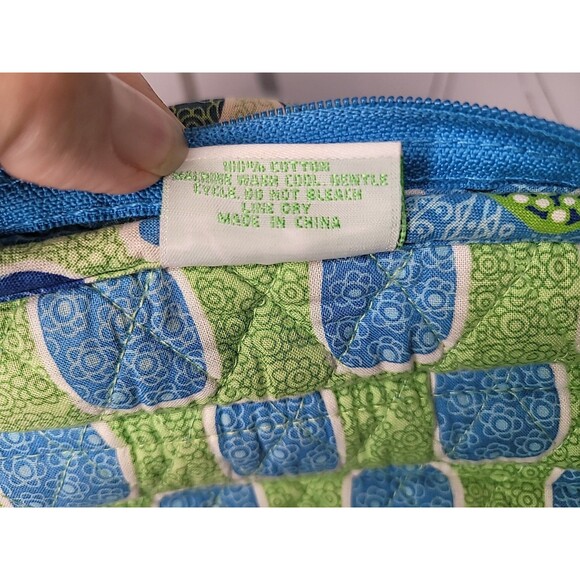 100% COTTON
MACHINE WASH COOL, GENTLE
CYCLE, DO NOT BLEACH
LINE DRY
MADE IN CHINA